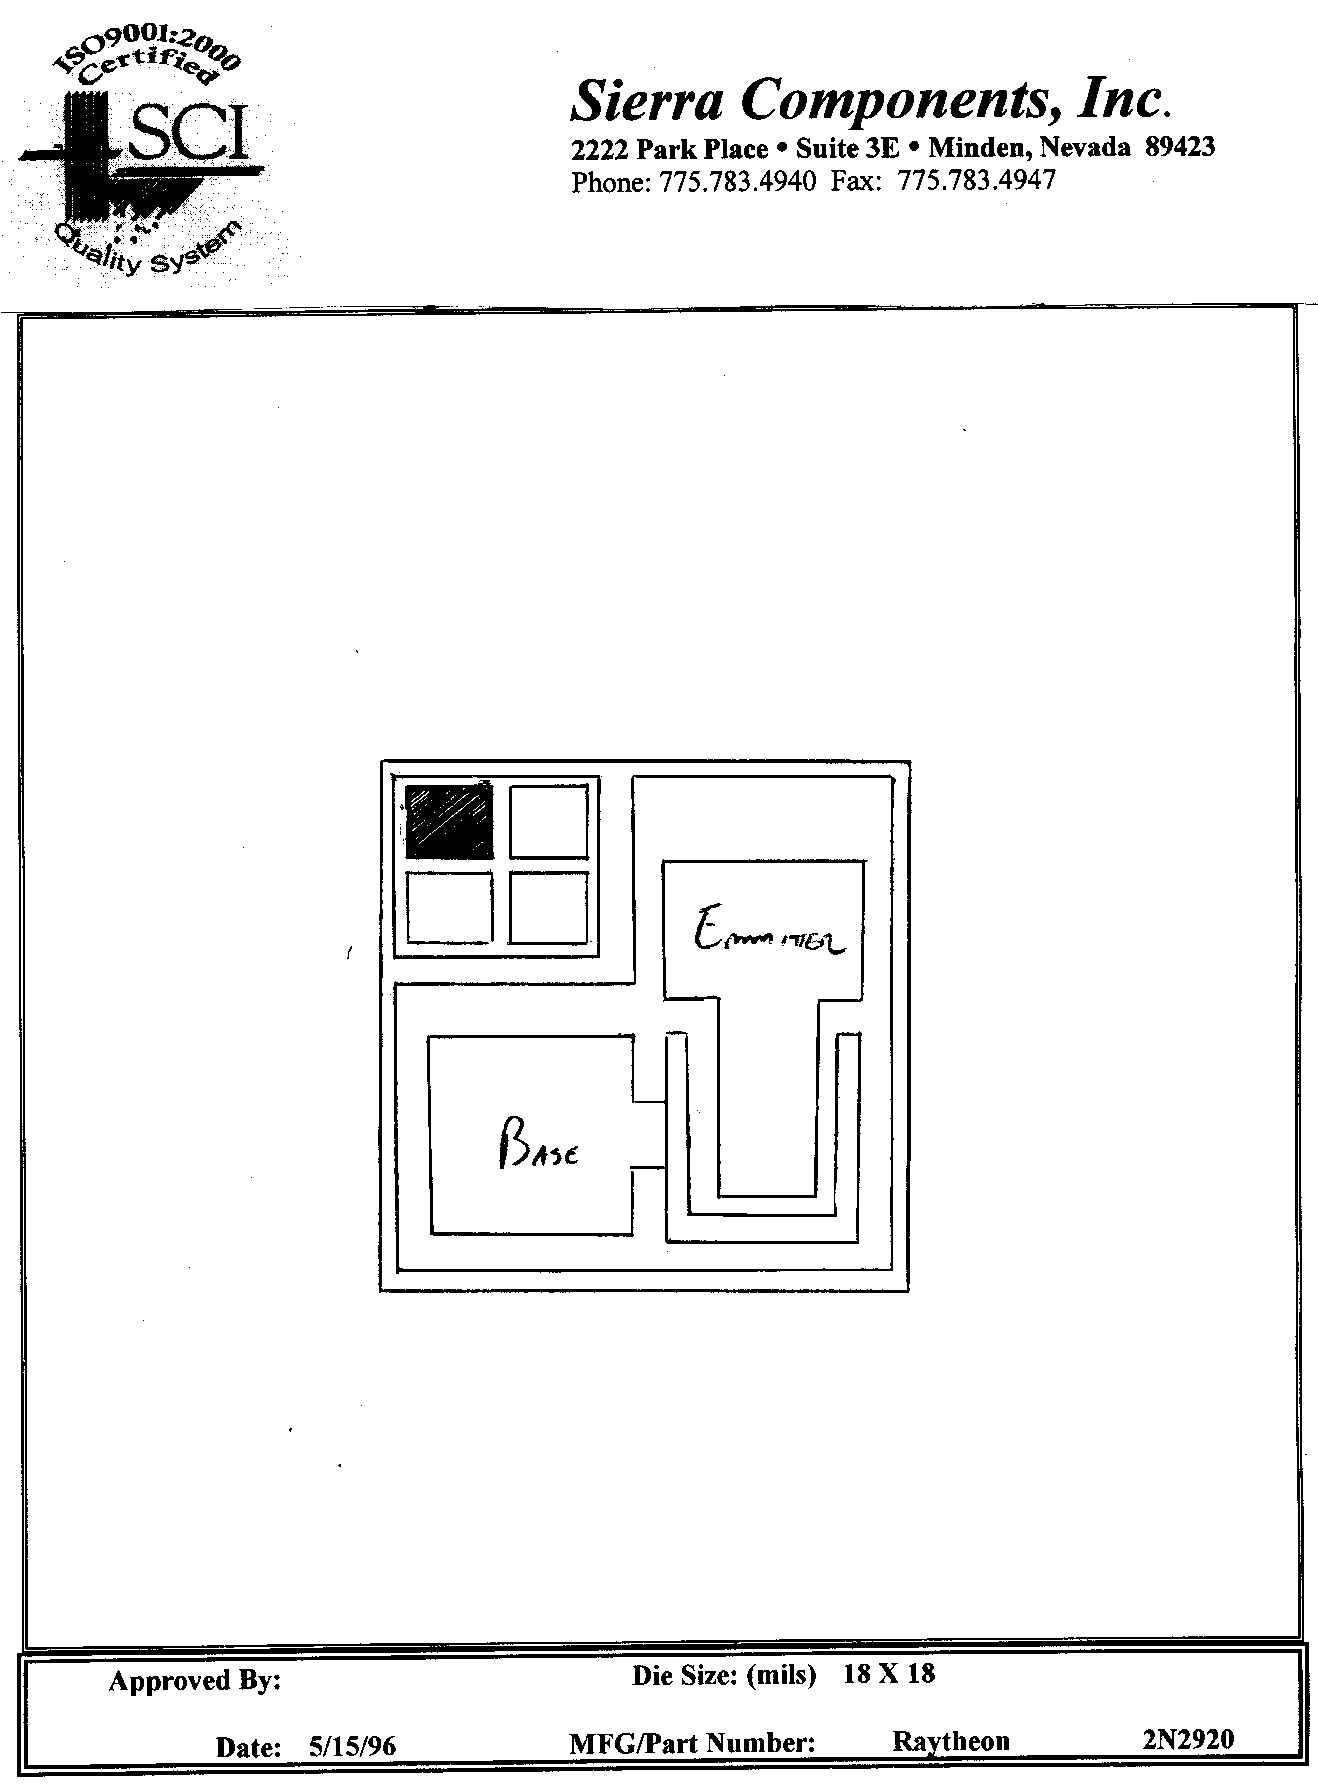 ISO9001:2000
Certified
SCI
Quality System
Sierra Components, Inc.
2222 Park Place • Suite 3E • Minden, Nevada 89423
Phone: 775.783.4940 Fax: 775.783.4947
EMMITTER
BASE
Approved By:
Die Size: (mils) 18 X 18
Date: 5/15/96
MFG/Part Number: Raytheon 2N2920